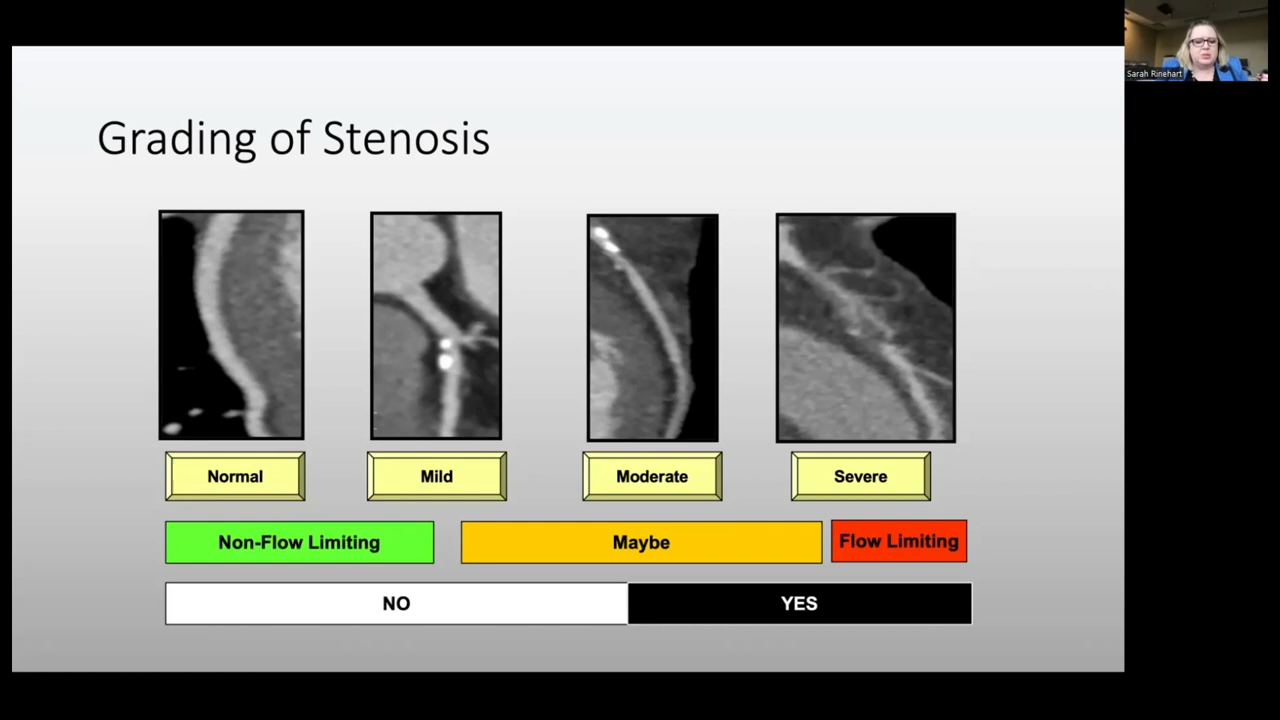 Sarah Rinehart
Grading of Stenosis
Normal
Mild
Moderate
Severe
Non-Flow Limiting
Maybe
Flow Limiting
NO
YES